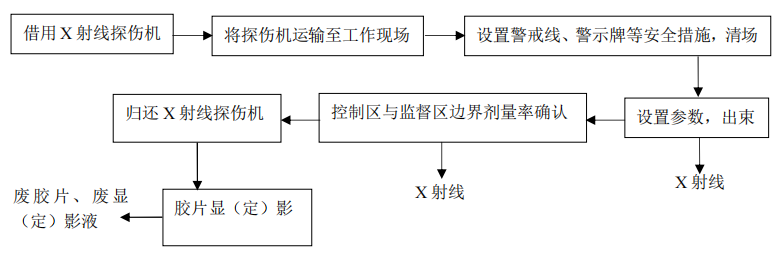 借用 X 射线探伤机
将探伤机运输至工作现场
设置警戒线、警示牌等安全措施，清场
设置参数，出束
X 射线
控制区与监督区边界剂量率确认
X 射线
归还 X 射线探伤机
胶片显（定）影
废胶片、废显
（定）影液